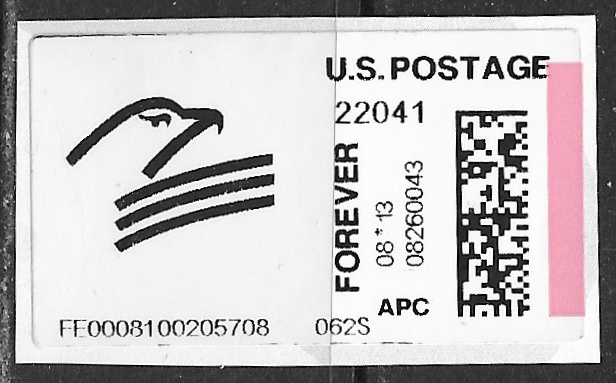 U.S. POSTAGE
22041
FOREVER
08*13
08260043
APC
FE0008100205708 062S